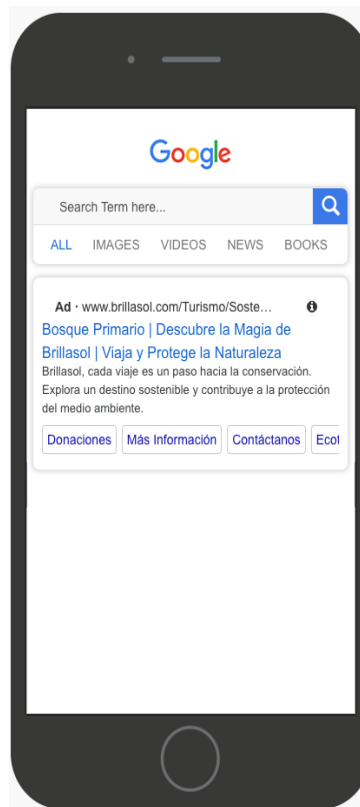 Google
Search Term here...
ALL IMAGES VIDEOS NEWS BOOKS
Ad · www.brillasol.com/Turismo/Soste...
Bosque Primario | Descubre la Magia de
Brillasol | Viaja y Protege la Naturaleza
Brillasol, cada viaje es un paso hacia la conservación.
Explora un destino sostenible y contribuye a la protección
del medio ambiente.
Donaciones Más Información Contáctanos Ecot